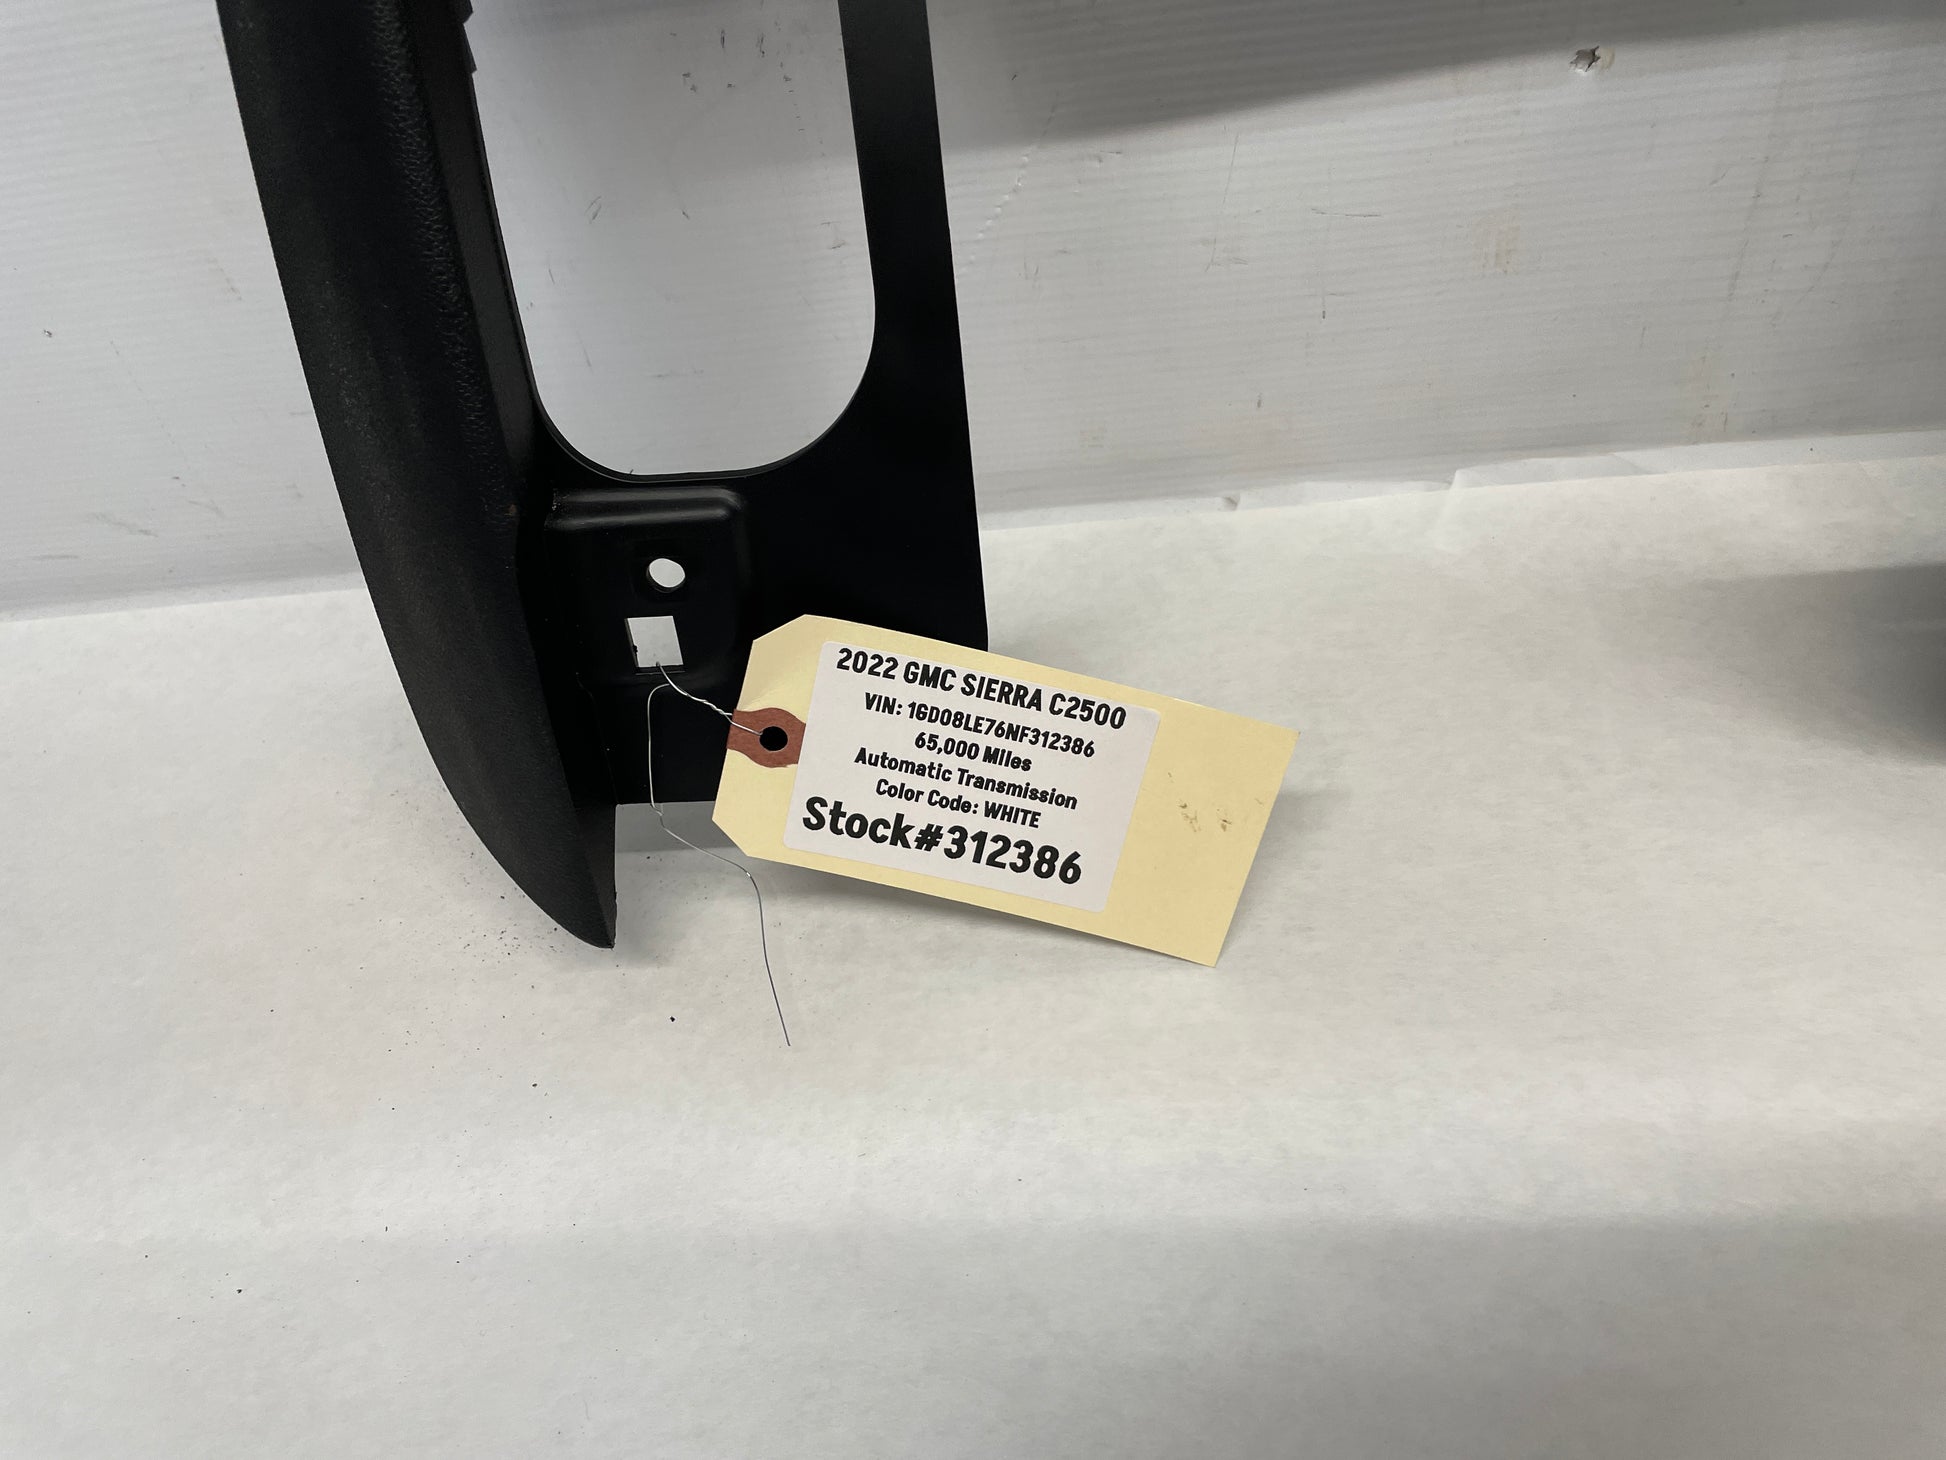 2022 GMC SIERRA C2500
VIN: 1GD08LE76NF312386
65,000 Miles
Automatic Transmission
Color Code: WHITE
Stock#312386